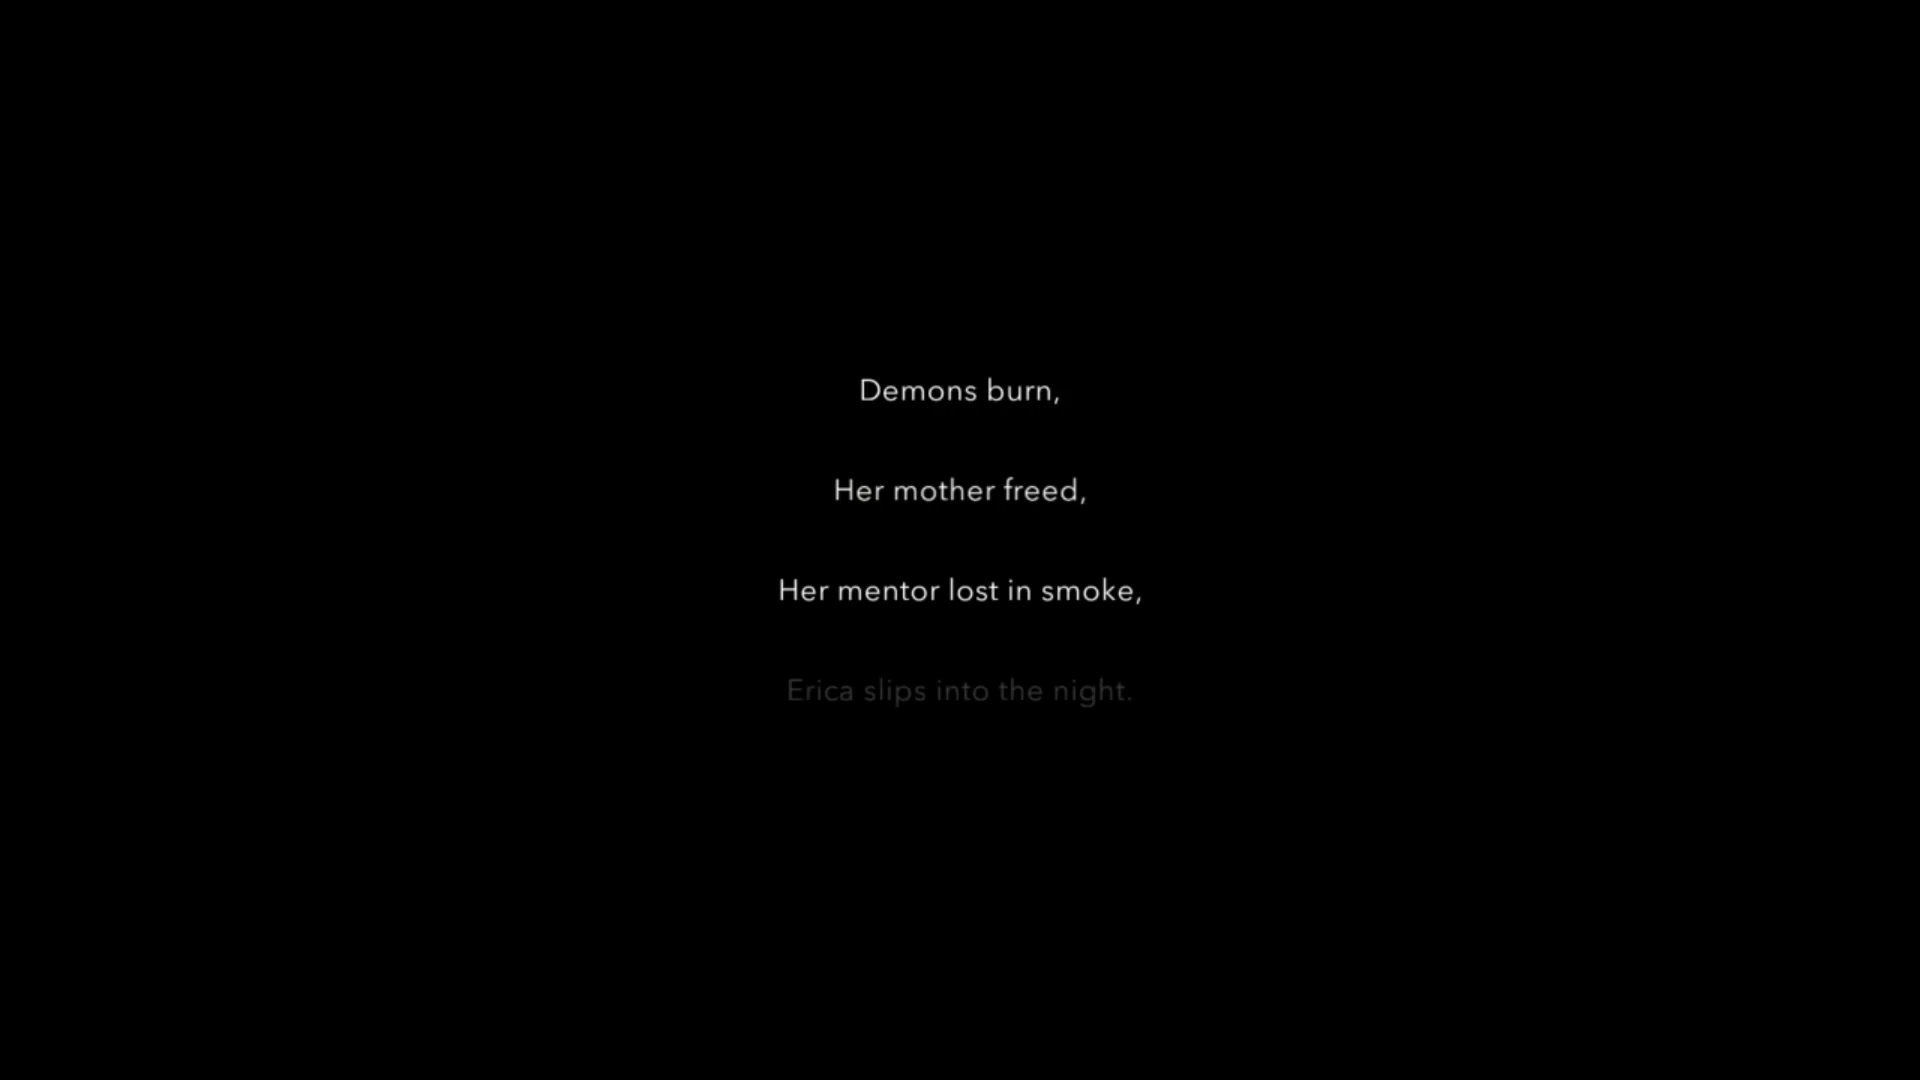 Demons burn,
Her mother freed,
Her mentor lost in smoke,
Erica slips into the night.